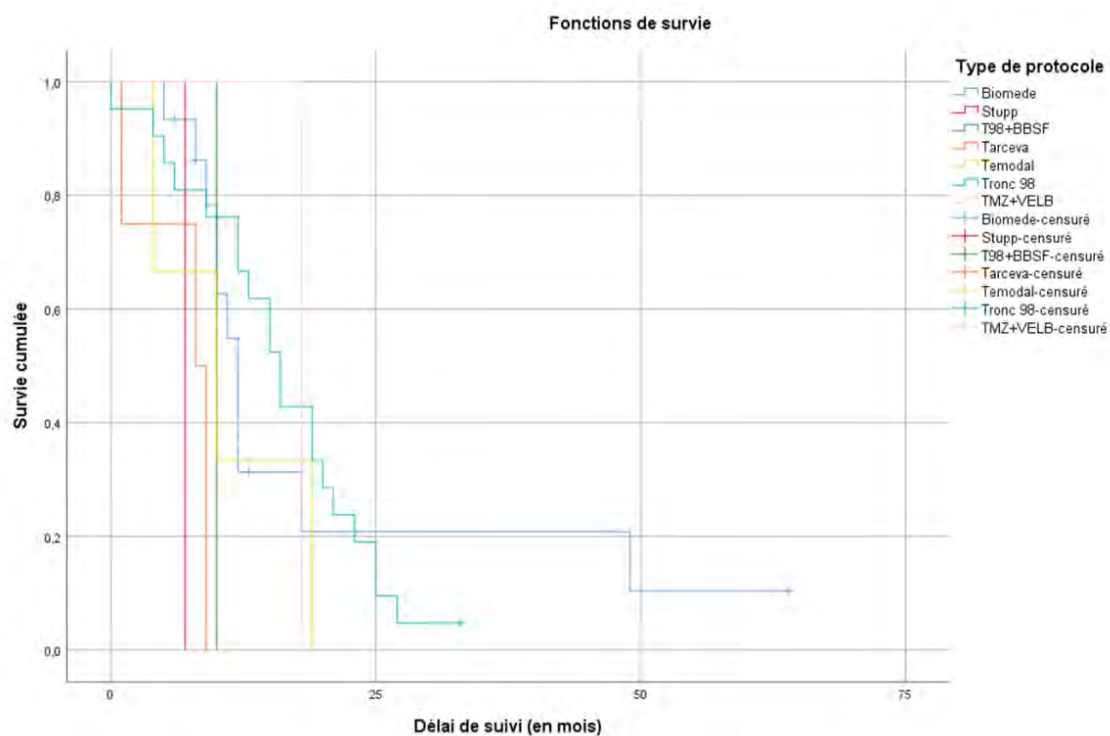 Fonctions de survie
Type de protocole
Biomede
Stupp
T98+BBSF
Tarceva
Temodal
Tronc 98
TMZ+VELB
Biomede-censuré
Stupp-censuré
T98+BBSF-censuré
Tarceva-censuré
Temodal-censuré
Tronc 98-censuré
TMZ+VELB-censuré
Survie cumulée
1,0
0,8
0,6
0,4
0,2
0,0
0
25
50
75
Délai de suivi (en mois)